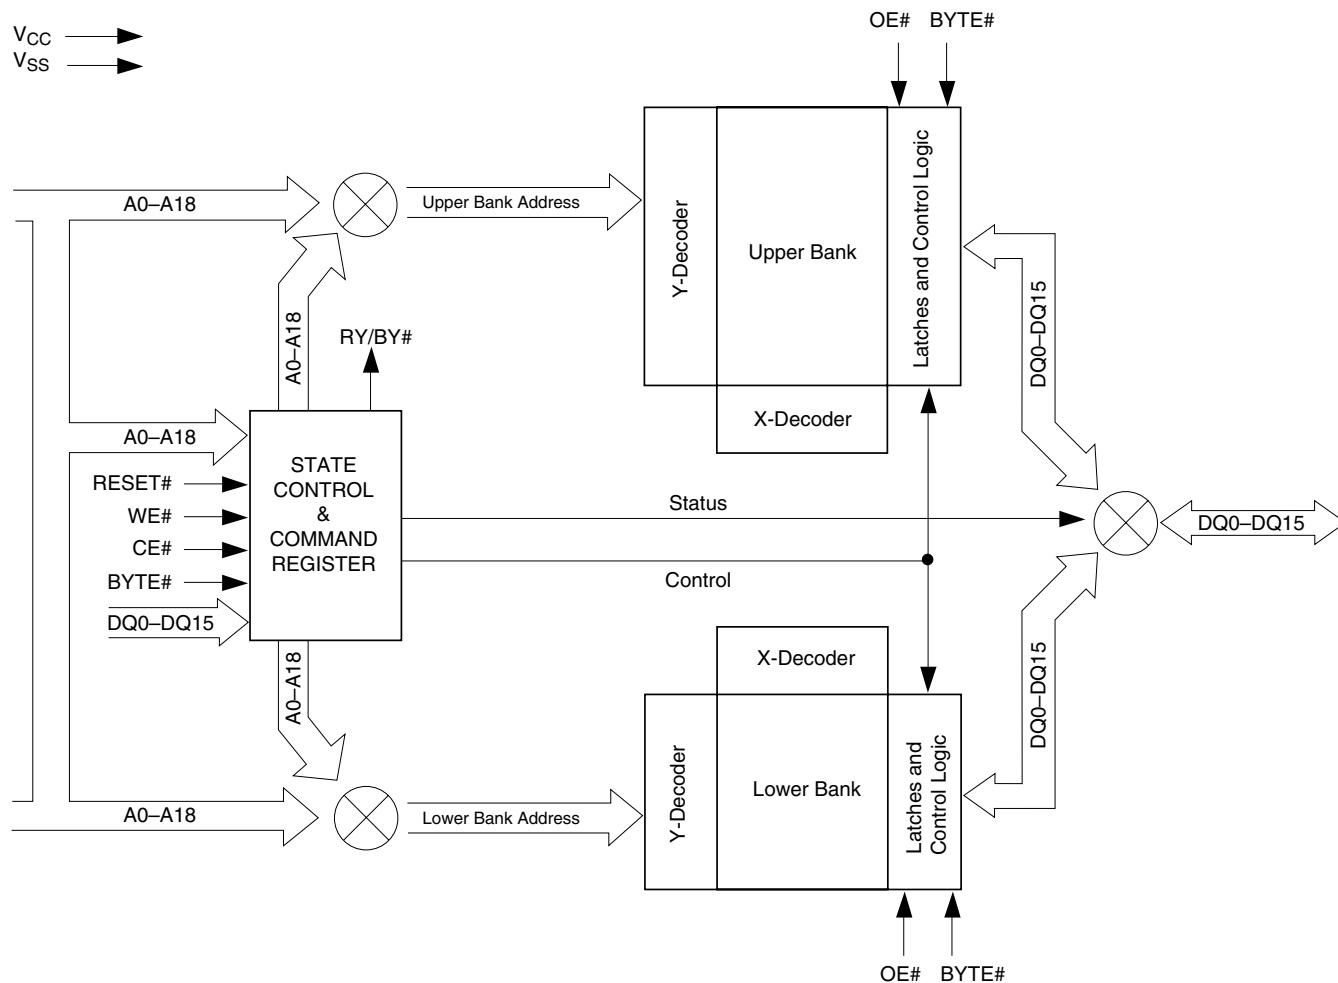 OE# BYTE#
VCC
VSS
A0–A18
Upper Bank Address
Y-Decoder
Upper Bank
Latches and Control Logic
DQ0–DQ15
A0–A18
RY/BY#
X-Decoder
A0–A18
RESET#
WE#
CE#
BYTE#
DQ0–DQ15
STATE
CONTROL
&
COMMAND
REGISTER
Status
Control
DQ0–DQ15
A0–A18
X-Decoder
DQ0–DQ15
A0–A18
Lower Bank Address
Y-Decoder
Lower Bank
Latches and
Control Logic
OE# BYTE#